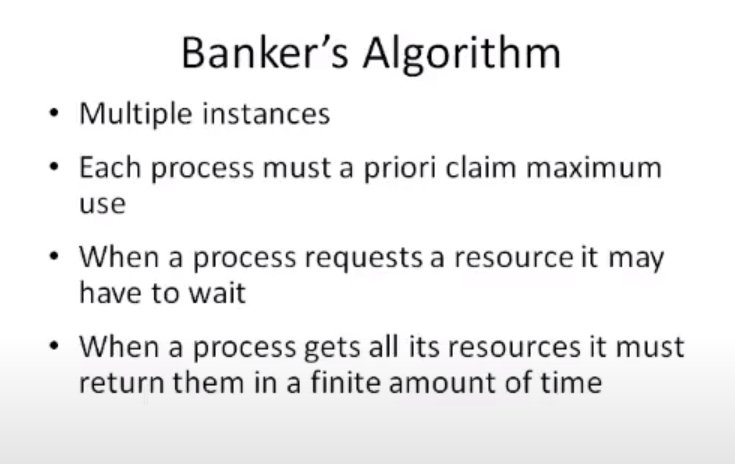 Banker's Algorithm
• Multiple instances
• Each process must a priori claim maximum
use
• When a process requests a resource it may
have to wait
• When a process gets all its resources it must
return them in a finite amount of time